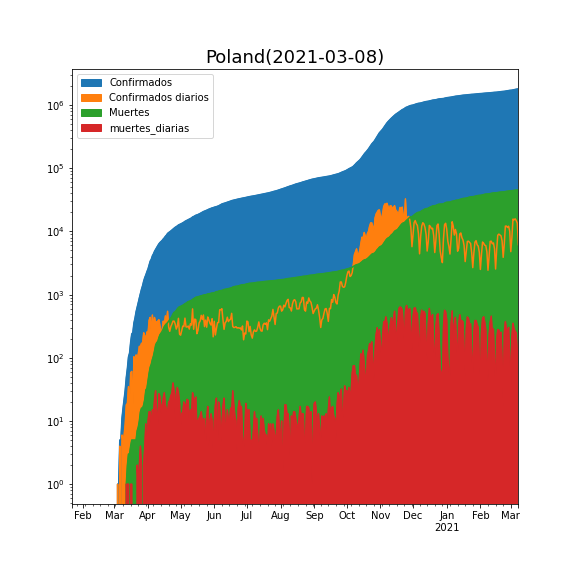 Poland(2021-03-08)
Confirmados
Confirmados diarios
Muertes
muertes_diarias
10⁶
10⁵
10⁴
10³
10²
10¹
10⁰
Feb Mar Apr May Jun Jul Aug Sep Oct Nov Dec Jan Feb Mar
2021